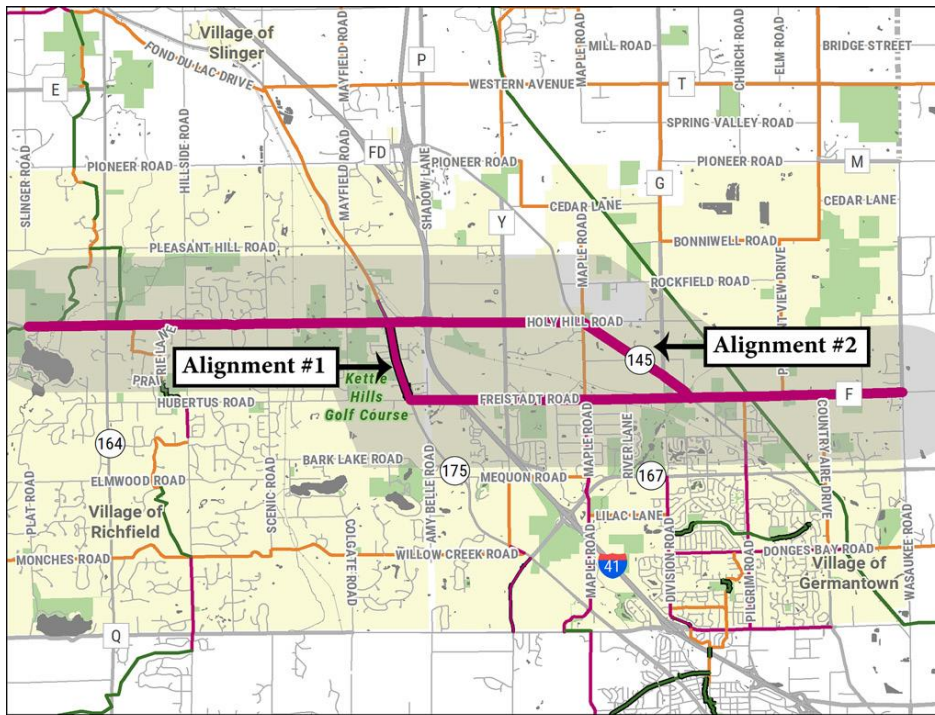 Village of
Slinger
MAYFIELD ROAD
P
MAPLE ROAD
MILL ROAD
CHURCH ROAD
ELM ROAD
BRIDGE STREET
FOND DU LAC DRIVE
E
WESTERN AVENUE
T
SPRING VALLEY ROAD
SLINGER ROAD
PIONEER ROAD
HILLSIDE ROAD
MAYFIELD ROAD
FD
SHADOW LANE
PIONEER ROAD
PIONEER ROAD
M
G
CEDAR LANE
CEDAR LANE
Y
PLEASANT HILL ROAD
MAPLE ROAD
BONNIWELL ROAD
ROCKFIELD ROAD
HOLY HILL ROAD
PRAIRIE LANE
Alignment #1
145
Alignment #2
Kettle
Hills
Golf Course
HUBERTUS ROAD
FREISTADT ROAD
F
164
BARK LAKE ROAD
175
AMY BELLE ROAD
MEQUON ROAD
MAPLE ROAD
RIVER LANE
167
COUNTRY AIRE DRIVE
ELMWOOD ROAD
PLAT ROAD
Village of
Richfield
SCENIC ROAD
COLGATE ROAD
LILAC LANE
MONCHES ROAD
WILLOW CREEK ROAD
MAPLE ROAD
41
DIVISION ROAD
PILGRIM ROAD
DONGES BAY ROAD
Village of
Germantown
WASAUKEE ROAD
Q